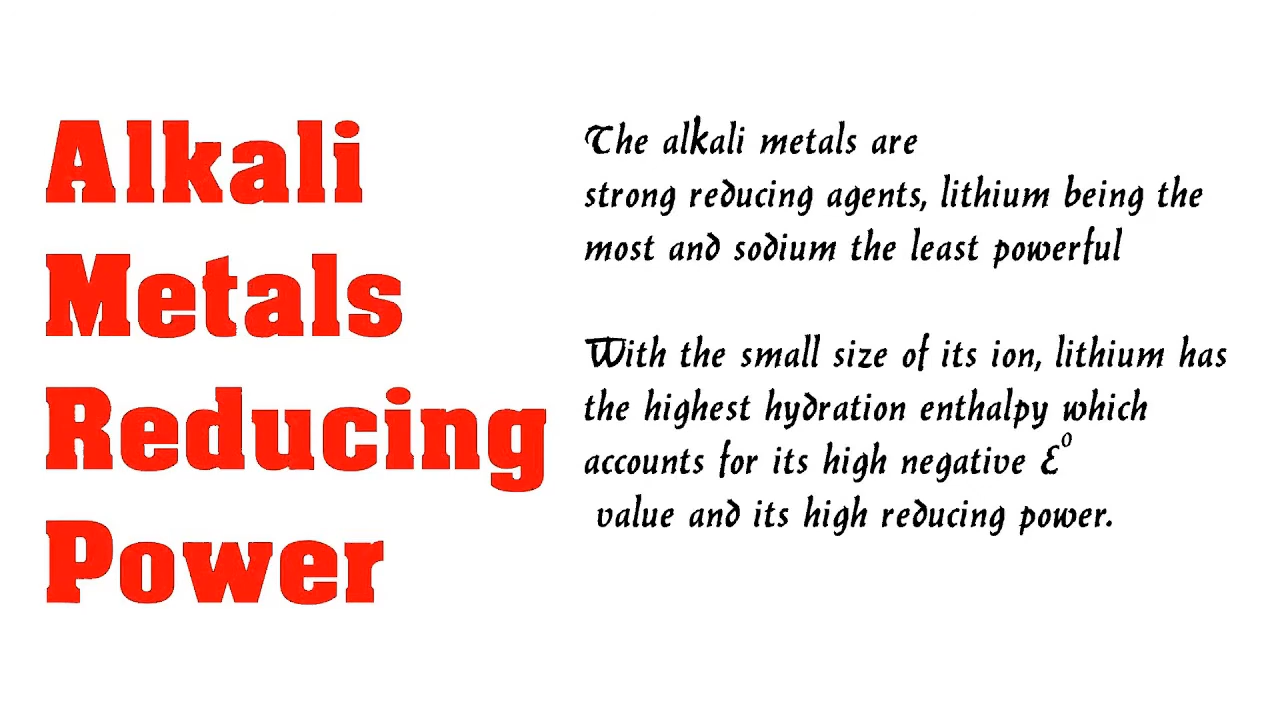 Alkali
Metals
Reducing
Power
The alkali metals are
strong reducing agents, lithium being the
most and sodium the least powerful
With the small size of its ion, lithium has
the highest hydration enthalpy which
accounts for its high negative E⁰
value and its high reducing power.